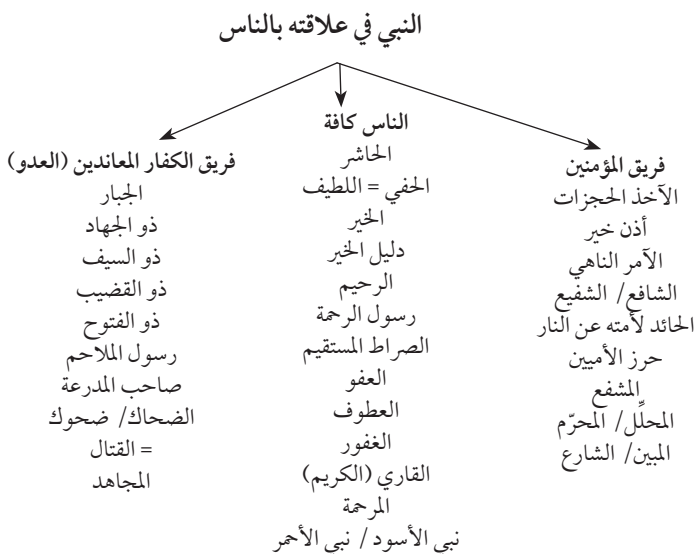 النبي في علاقته بالناس
فريق المؤمنين
الآخذ الحجزات
أذن خير
الآمر الناهي
الشافع/ الشفيع
الحائد لأمته عن النار
حرز الأميين
المشفع
المحلِّل/ المحرّم
المبين/ الشارع
الناس كافة
الحاشر
الحفي = اللطيف
الخير
دليل الخير
الرحيم
رسول الرحمة
الصراط المستقيم
العفو
العطوف
الغفور
القاري (الكريم)
المرحمة
نبي الأسود / نبي الأحمر
فريق الكفار المعاندين (العدو)
الجبار
ذو الجهاد
ذو السيف
ذو القضيب
ذو الفتوح
رسول الملاحم
صاحب المدرعة
الضحاك/ ضحوك
= القتال
المجاهد